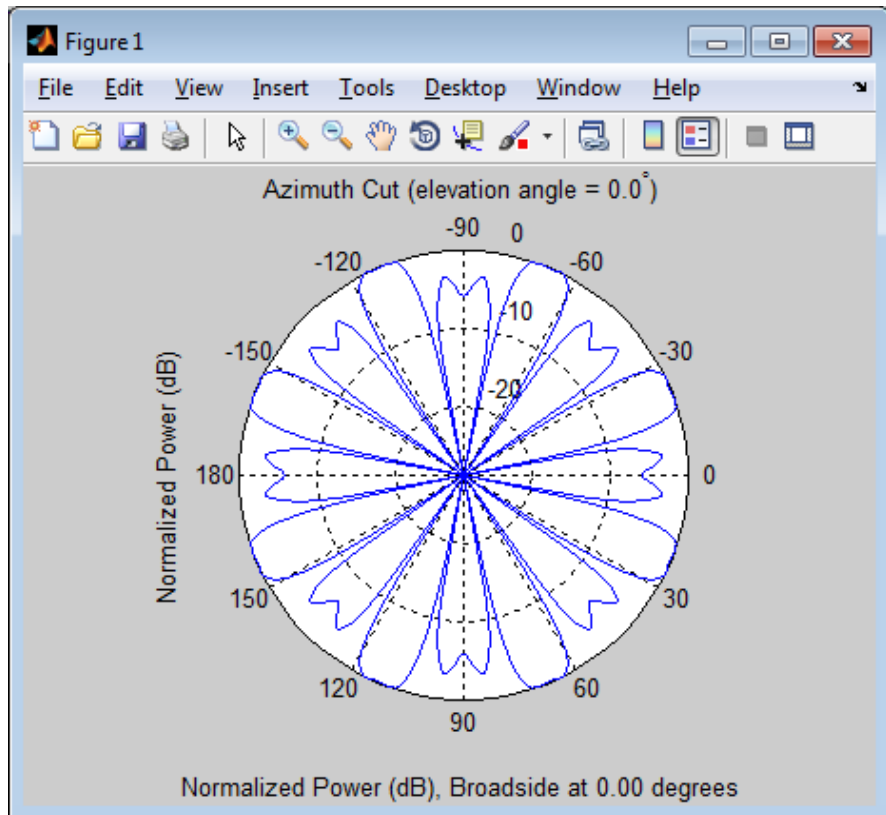 Figure 1
File Edit View Insert Tools Desktop Window Help
Azimuth Cut (elevation angle = 0.0°)
-90 0
-120 -60
-10
-150 -30
-20
Normalized Power (dB)
180 0
150 30
120 60
90
Normalized Power (dB), Broadside at 0.00 degrees